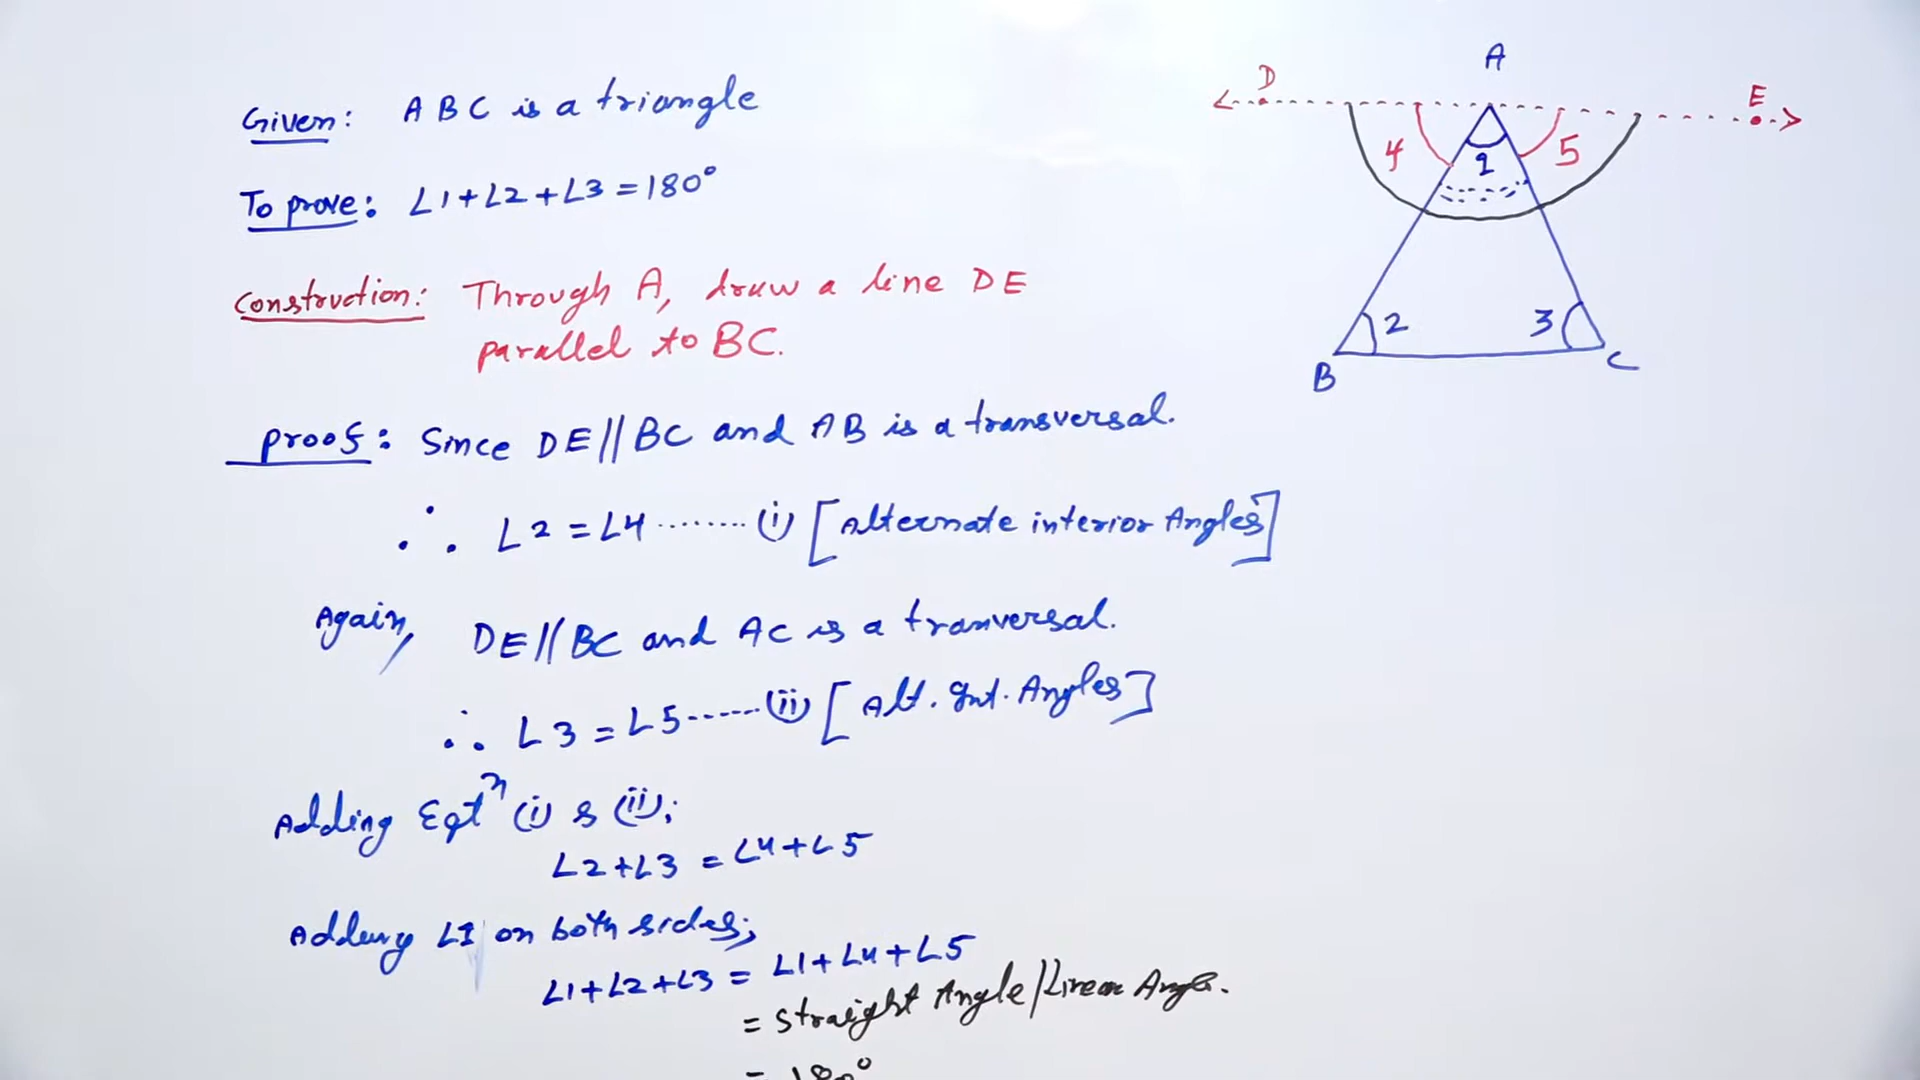 Given: ABC is a triangle
To prove: ∠1+∠2+∠3=180°
Construction: Through A, draw a line DE
parallel to BC.
Proof: Since DE//BC and AB is a transversal.
∴ ∠2=∠4........(i) [Alternate interior Angles]
Again, DE//BC and AC is a tranversal.
∴ ∠3=∠5......(ii) [Alt. Int. Angles]
Adding Eqtⁿ (i) & (ii);
∠2+∠3=∠4+∠5
Adding ∠1 on both sides;
∠1+∠2+∠3=∠1+∠4+∠5
= Straight Angle/Linear Angle.
= 180°
A
D
E
4
1
5
2
3
B
C